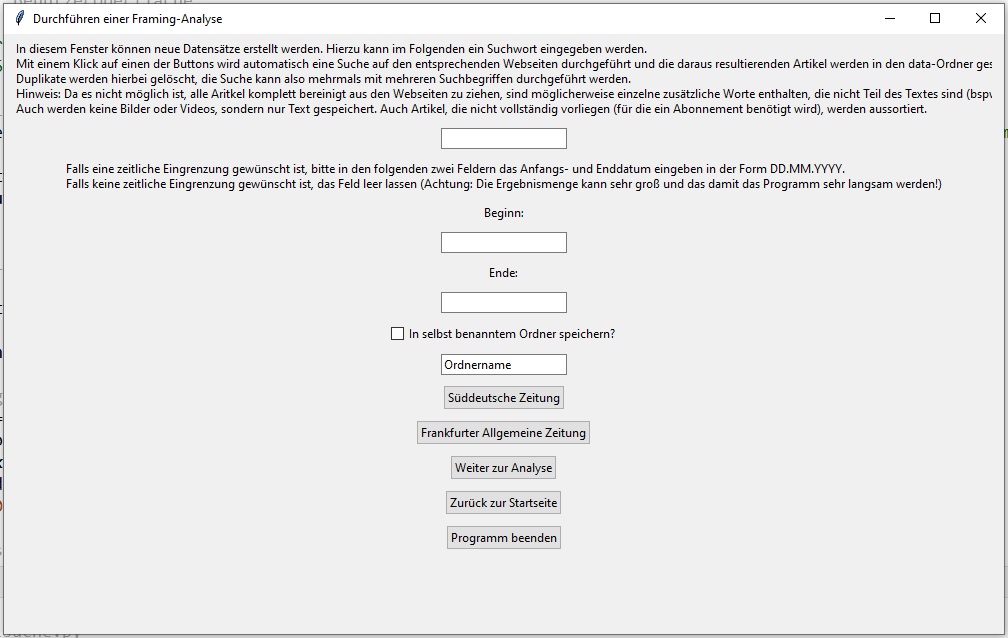 Durchführen einer Framing-Analyse
In diesem Fenster können neue Datensätze erstellt werden. Hierzu kann im Folgenden ein Suchwort eingegeben werden.
Mit einem Klick auf einen der Buttons wird automatisch eine Suche auf den entsprechenden Webseiten durchgeführt und die daraus resultierenden Artikel werden in den data-Ordner ges
Duplikate werden hierbei gelöscht, die Suche kann also mehrmals mit mehreren Suchbegriffen durchgeführt werden.
Hinweis: Da es nicht möglich ist, alle Aritkel komplett bereinigt aus den Webseiten zu ziehen, sind möglicherweise einzelne zusätzliche Worte enthalten, die nicht Teil des Textes sind (bspw
Auch werden keine Bilder oder Videos, sondern nur Text gespeichert. Auch Artikel, die nicht vollständig vorliegen (für die ein Abonnement benötigt wird), werden aussortiert.
Falls eine zeitliche Eingrenzung gewünscht ist, bitte in den folgenden zwei Feldern das Anfangs- und Enddatum eingeben in der Form DD.MM.YYYY.
Falls keine zeitliche Eingrenzung gewünscht ist, das Feld leer lassen (Achtung: Die Ergebnismenge kann sehr groß und das damit das Programm sehr langsam werden!)
Beginn:
Ende:
In selbst benanntem Ordner speichern?
Ordnername
Süddeutsche Zeitung
Frankfurter Allgemeine Zeitung
Weiter zur Analyse
Zurück zur Startseite
Programm beenden